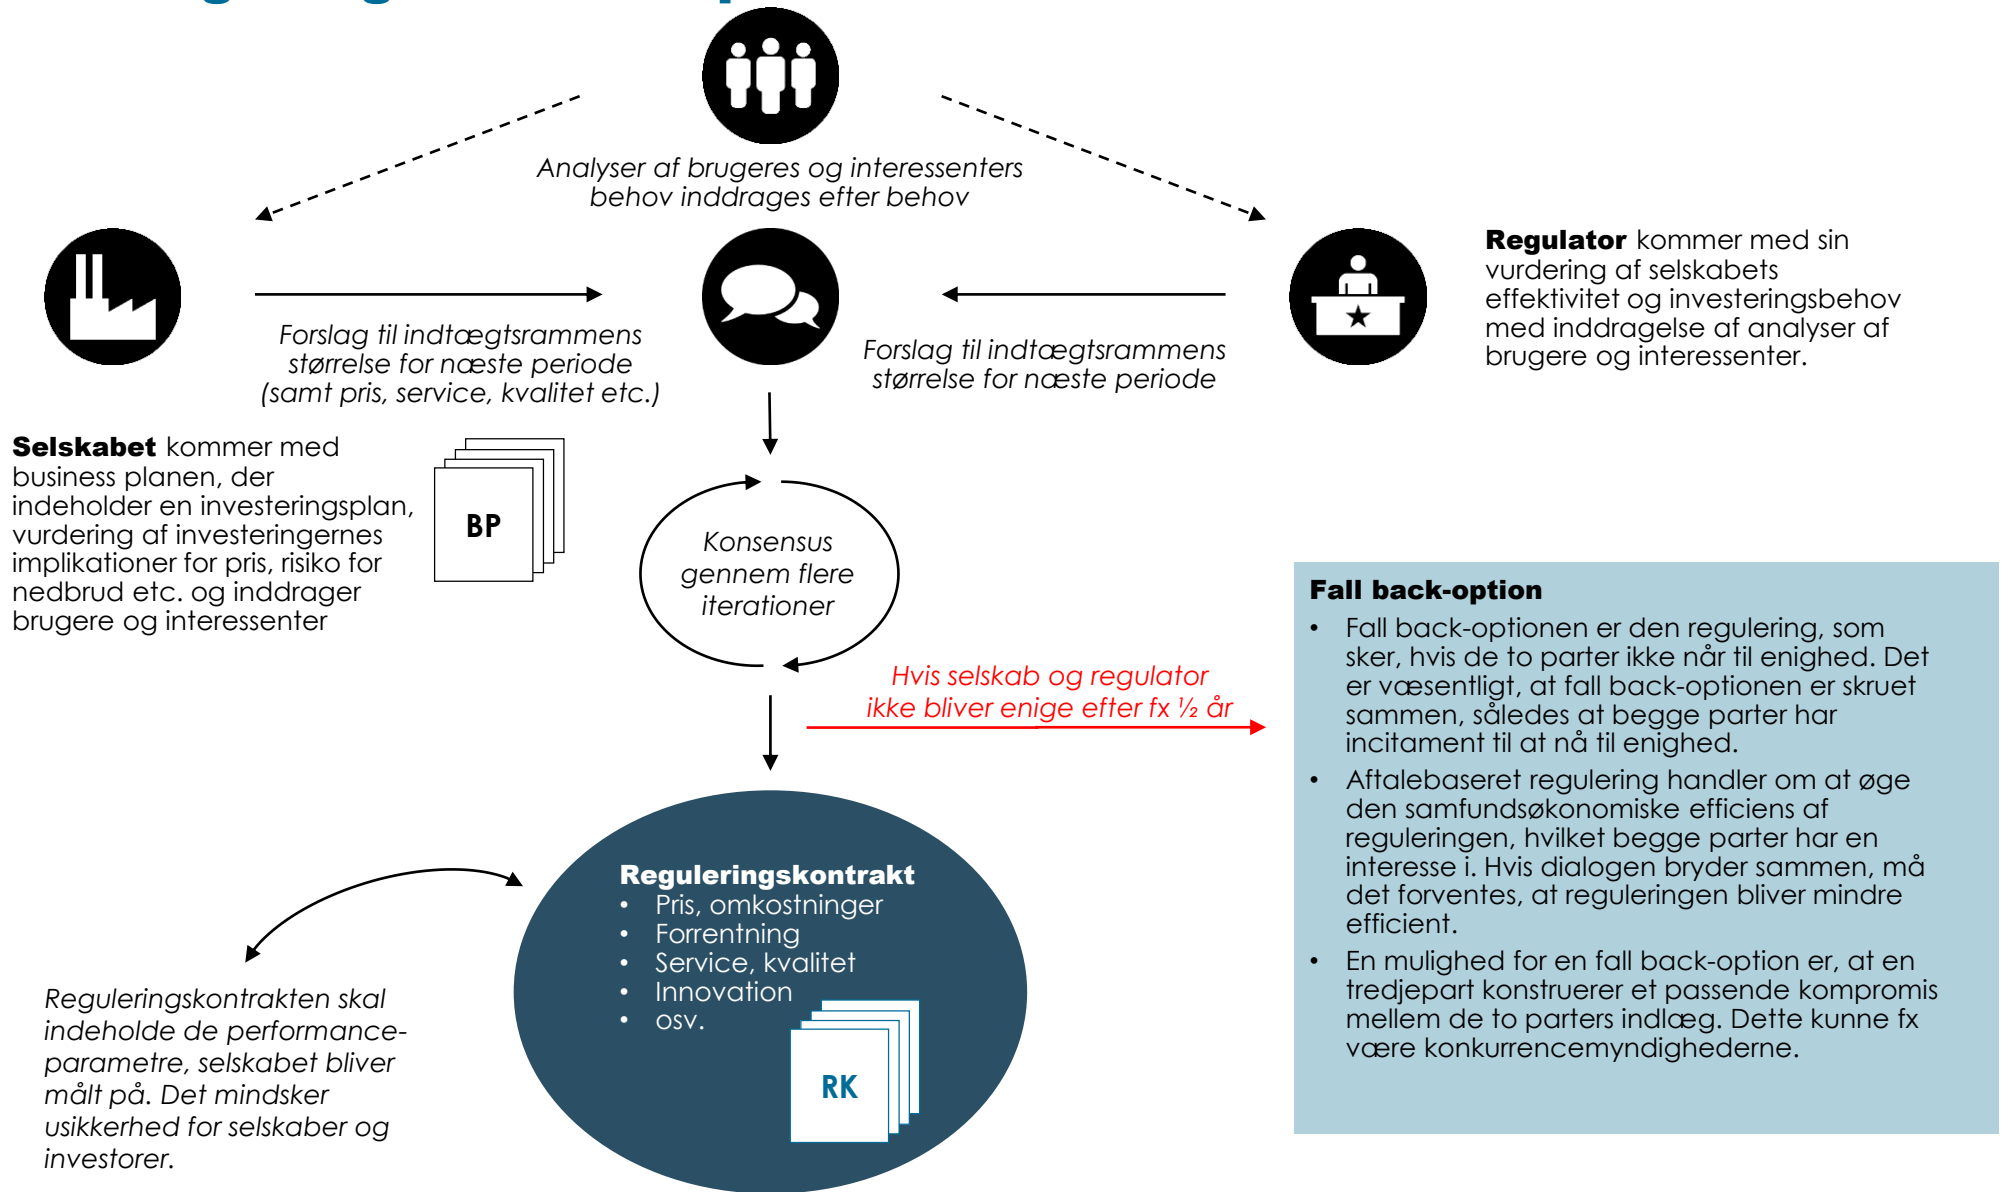 Analyser af brugeres og interessenters
behov inddrages efter behov
Forslag til indtægtsrammens
størrelse for næste periode
(samt pris, service, kvalitet etc.)
Forslag til indtægtsrammens
størrelse for næste periode
Regulator kommer med sin
vurdering af selskabets
effektivitet og investeringsbehov
med inddragelse af analyser af
brugere og interessenter.
Selskabet kommer med
business planen, der
indeholder en investeringsplan,
vurdering af investeringernes
implikationer for pris, risiko for
nedbrud etc. og inddrager
brugere og interessenter
BP
Konsensus
gennem flere
iterationer
Hvis selskab og regulator
ikke bliver enige efter fx ½ år
Fall back-option
• Fall back-optionen er den regulering, som
sker, hvis de to parter ikke når til enighed. Det
er væsentligt, at fall back-optionen er skruet
sammen, således at begge parter har
incitament til at nå til enighed.
• Aftalebaseret regulering handler om at øge
den samfundsøkonomiske efficiens af
reguleringen, hvilket begge parter har en
interesse i. Hvis dialogen bryder sammen, må
det forventes, at reguleringen bliver mindre
efficient.
• En mulighed for en fall back-option er, at en
tredjepart konstruerer et passende kompromis
mellem de to parters indlæg. Dette kunne fx
være konkurrencemyndighederne.
Reguleringskontrakt
• Pris, omkostninger
• Forrentning
• Service, kvalitet
• Innovation
• osv.
RK
Reguleringskontrakten skal
indeholde de performance-
parametre, selskabet bliver
målt på. Det mindsker
usikkerhed for selskaber og
investorer.